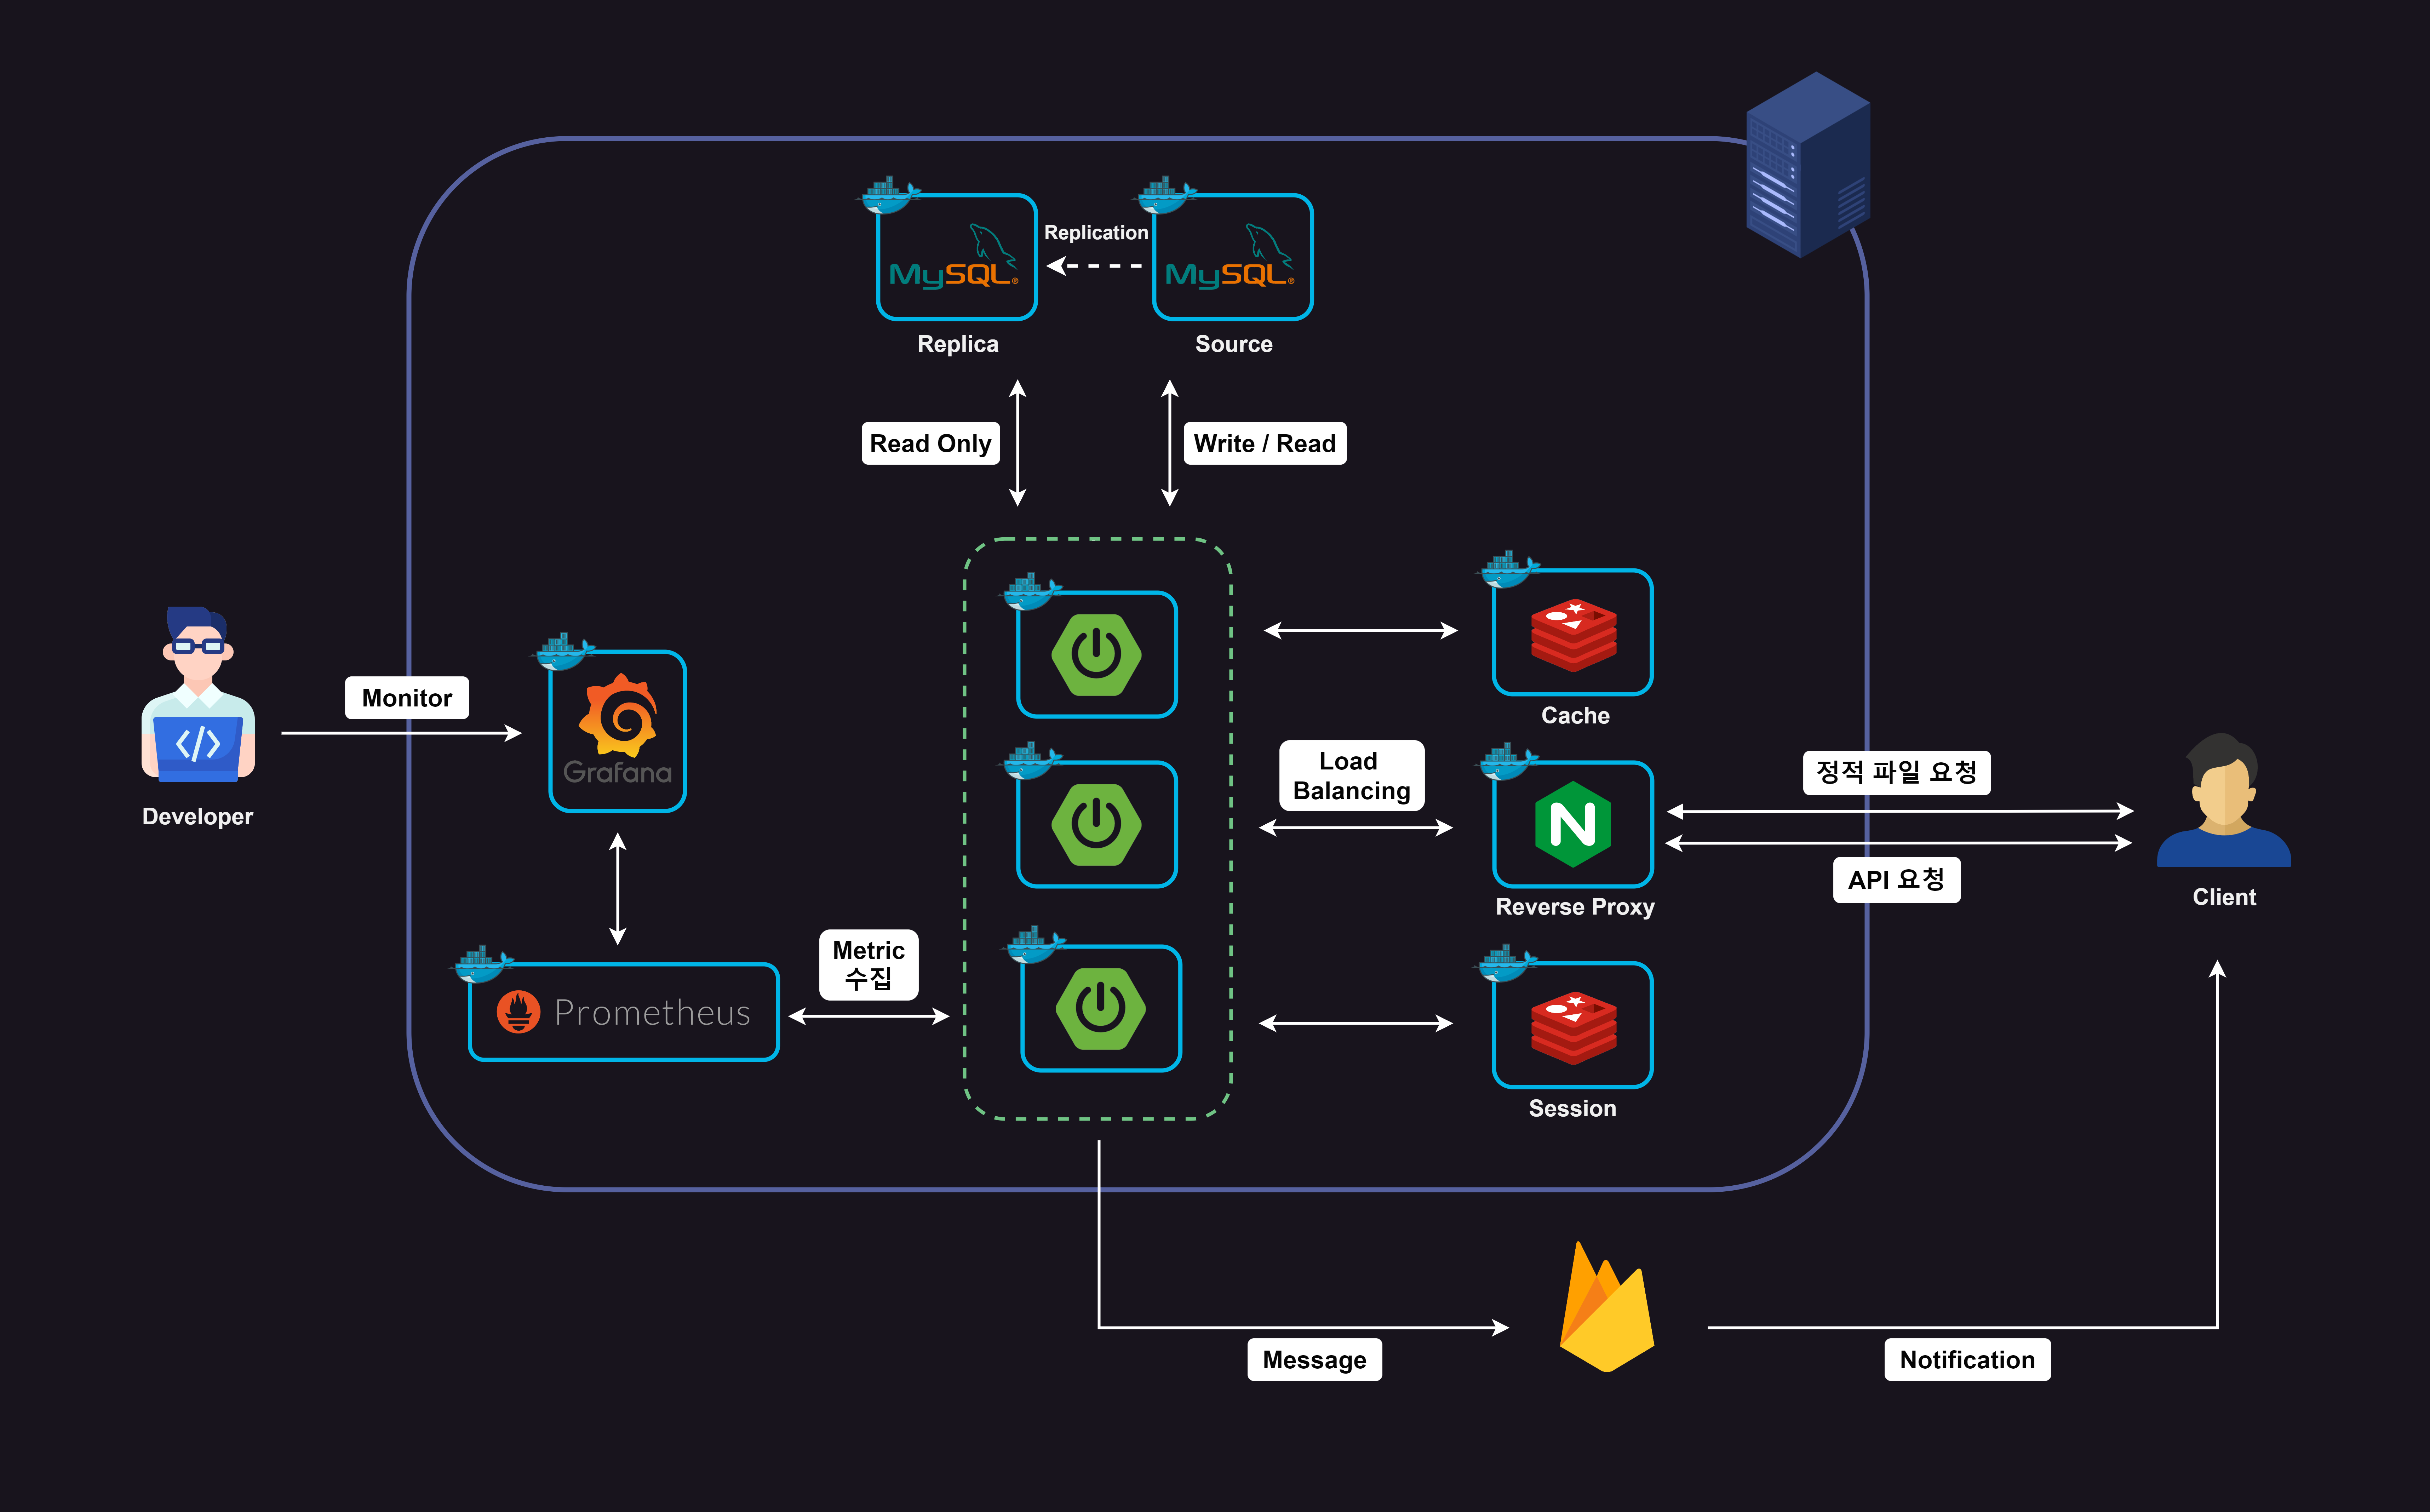 Replication
MySQL®
MySQL®
Replica
Source
Read Only
Write / Read
Monitor
Developer
Grafana
Cache
Load
Balancing
정적 파일 요청
API 요청
Reverse Proxy
Client
Metric
수집
Prometheus
Session
Message
Notification